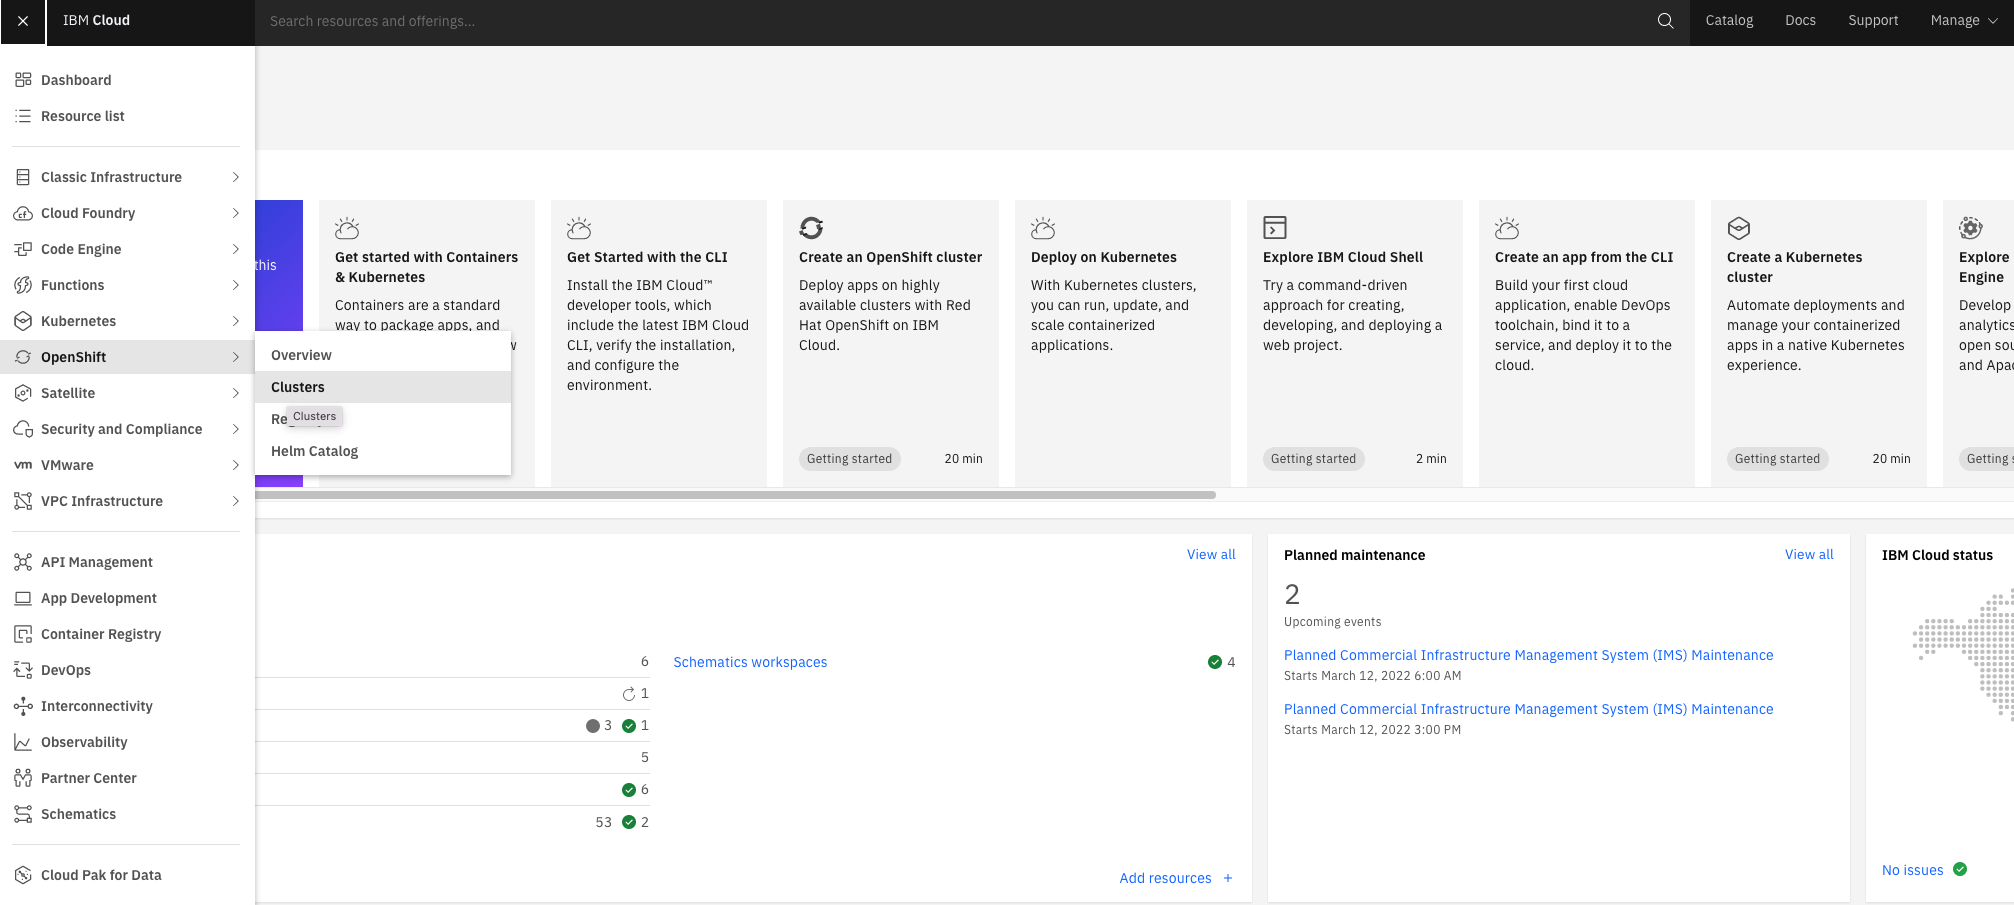 IBM Cloud
Search resources and offerings...
Catalog
Docs
Support
Manage
Dashboard
Resource list
Classic Infrastructure
Cloud Foundry
Code Engine
Functions
Kubernetes
OpenShift
Satellite
Security and Compliance
vm VMware
VPC Infrastructure
API Management
App Development
Container Registry
DevOps
Interconnectivity
Observability
Partner Center
Schematics
Cloud Pak for Data
Overview
Clusters
Clusters
Helm Catalog
this
Get started with Containers
& Kubernetes
Containers are a standard
way to package apps, and
w
Get Started with the CLI
Install the IBM Cloud™
developer tools, which
include the latest IBM Cloud
CLI, verify the installation,
and configure the
environment.
Create an OpenShift cluster
Deploy apps on highly
available clusters with Red
Hat OpenShift on IBM
Cloud.
Getting started
20 min
Deploy on Kubernetes
With Kubernetes clusters,
you can run, update, and
scale containerized
applications.
Explore IBM Cloud Shell
Try a command-driven
approach for creating,
developing, and deploying a
web project.
Getting started
2 min
Create an app from the CLI
Build your first cloud
application, enable DevOps
toolchain, bind it to a
service, and deploy it to the
cloud.
Create a Kubernetes
cluster
Automate deployments and
manage your containerized
apps in a native Kubernetes
experience.
Getting started
20 min
Explore
Engine
Develop
analytics
open sou
and Apac
Getting s
View all
6
1
3 1
5
6
53 2
Schematics workspaces
4
Add resources +
Planned maintenance
View all
2
Upcoming events
Planned Commercial Infrastructure Management System (IMS) Maintenance
Starts March 12, 2022 6:00 AM
Planned Commercial Infrastructure Management System (IMS) Maintenance
Starts March 12, 2022 3:00 PM
IBM Cloud status
No issues